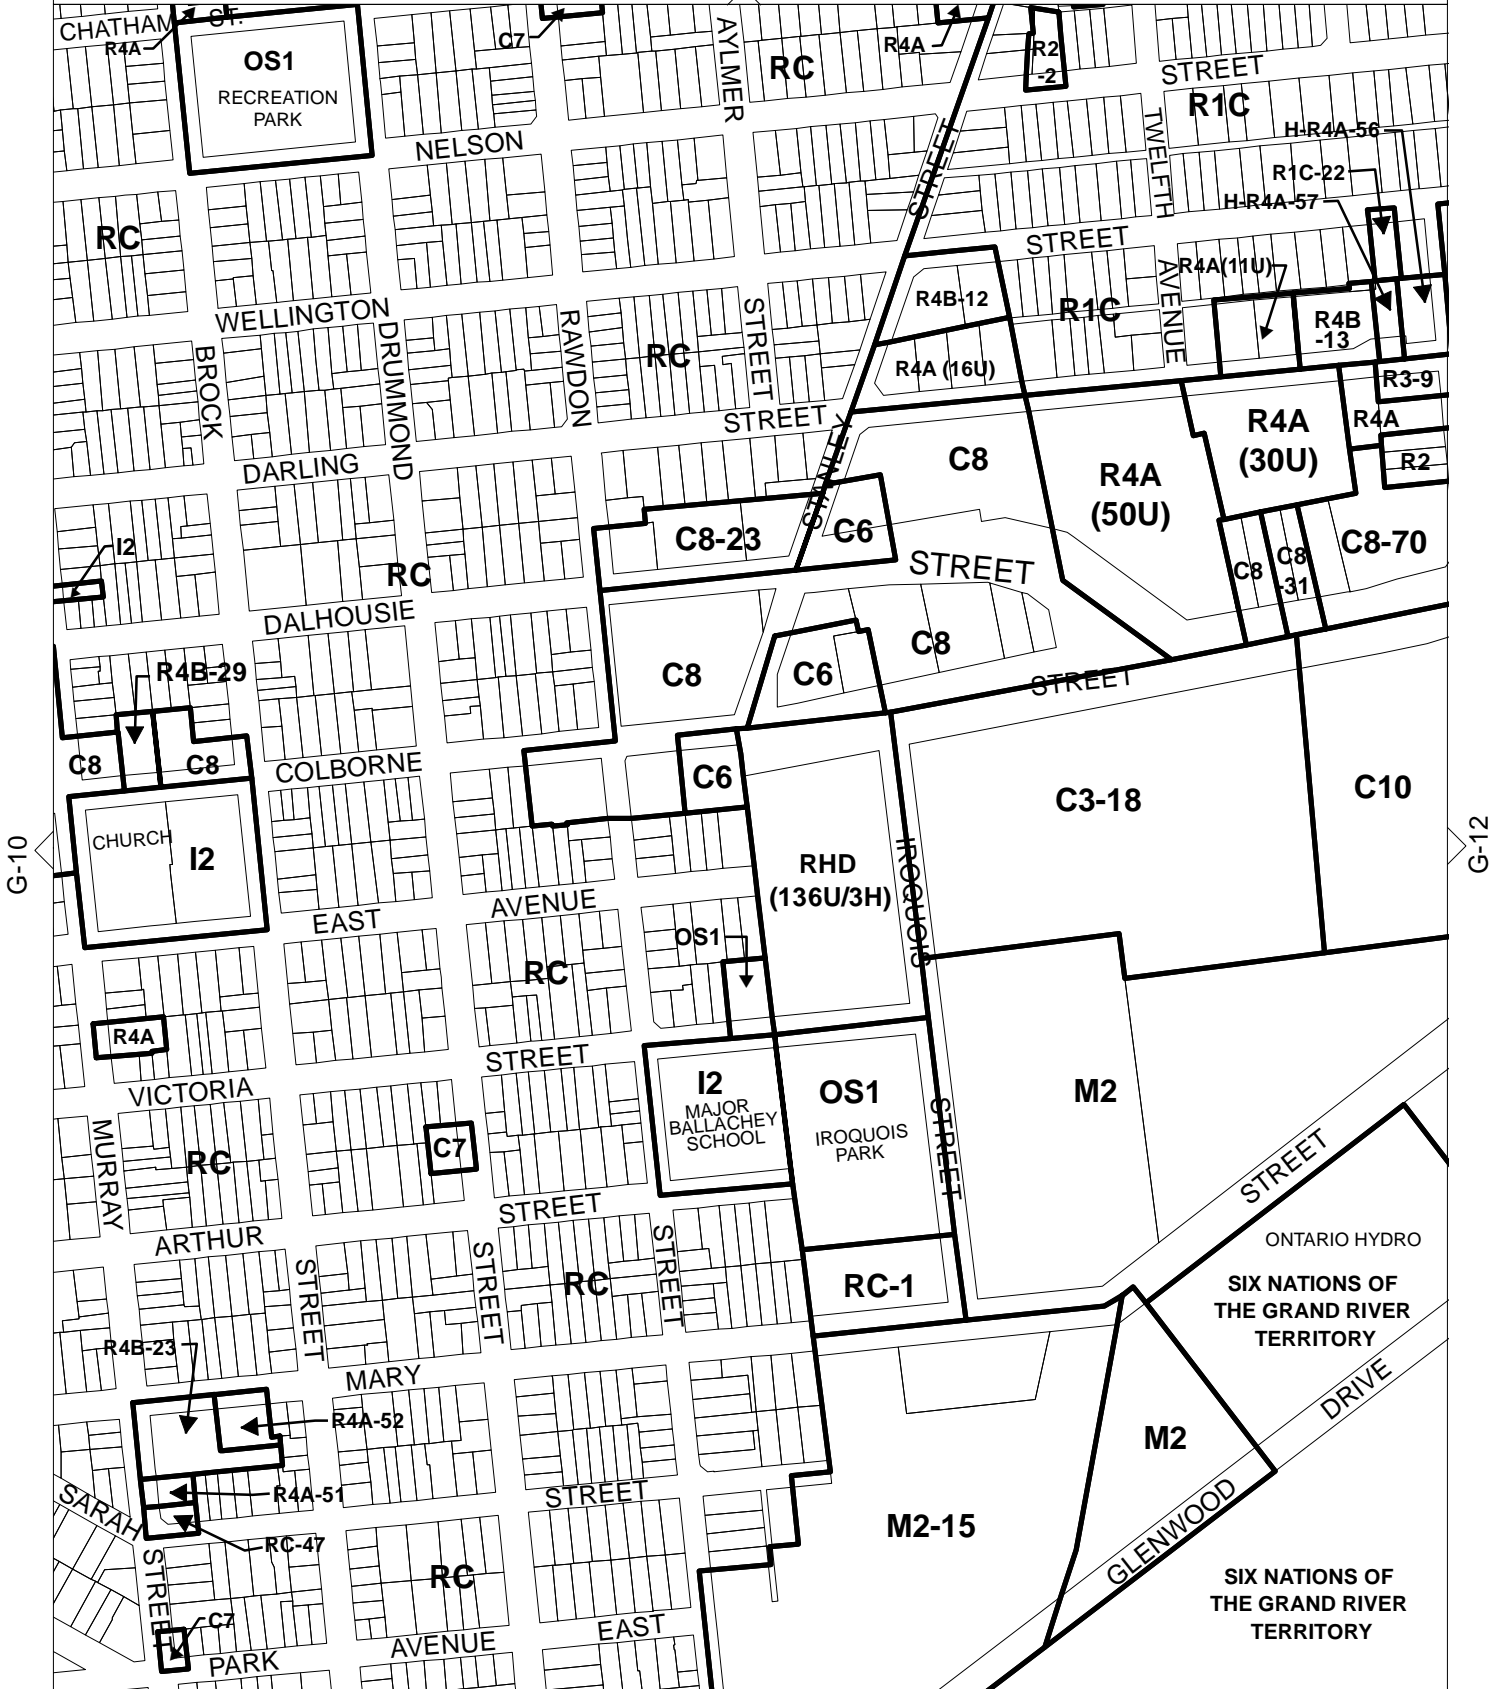 CHATHAM ST.
R4A
OS1
RECREATION
PARK
C7
AYLMER
RC
R4A
R2
-2
STREET
R1C
H-R4A-56
R1C-22
H-R4A-57
TWELFTH
NELSON
STREET
STREET
RC
R4A(11U)
AVENUE
R4B-12
R1C
R4B
-13
WELLINGTON
DRUMMOND
RAWDON
STREET
BROCK
RC
R4A (16U)
R3-9
STREET
STANLEY
R4A
(30U)
R4A
DARLING
C8
R4A
(50U)
R2
C8-23
C6
I2
RC
STREET
C8
C8
-31
C8-70
DALHOUSIE
C8
C6
C8
R4B-29
STREET
C8
C8
COLBORNE
C6
C3-18
C10
G-10
G-12
CHURCH
I2
RHD
(136U/3H)
IROQUOIS
EAST
AVENUE
OS1
RC
R4A
STREET
I2
MAJOR
BALLACHEY
SCHOOL
OS1
IROQUOIS
PARK
M2
STREET
VICTORIA
MURRAY
RC
C7
STREET
STREET
ARTHUR
STREET
STREET
STREET
RC
RC-1
ONTARIO HYDRO
SIX NATIONS OF
THE GRAND RIVER
TERRITORY
R4B-23
MARY
DRIVE
R4A-52
M2
SARAH
R4A-51
STREET
RC-47
M2-15
GLENWOOD
STREET
RC
SIX NATIONS OF
THE GRAND RIVER
TERRITORY
C7
PARK
AVENUE
EAST